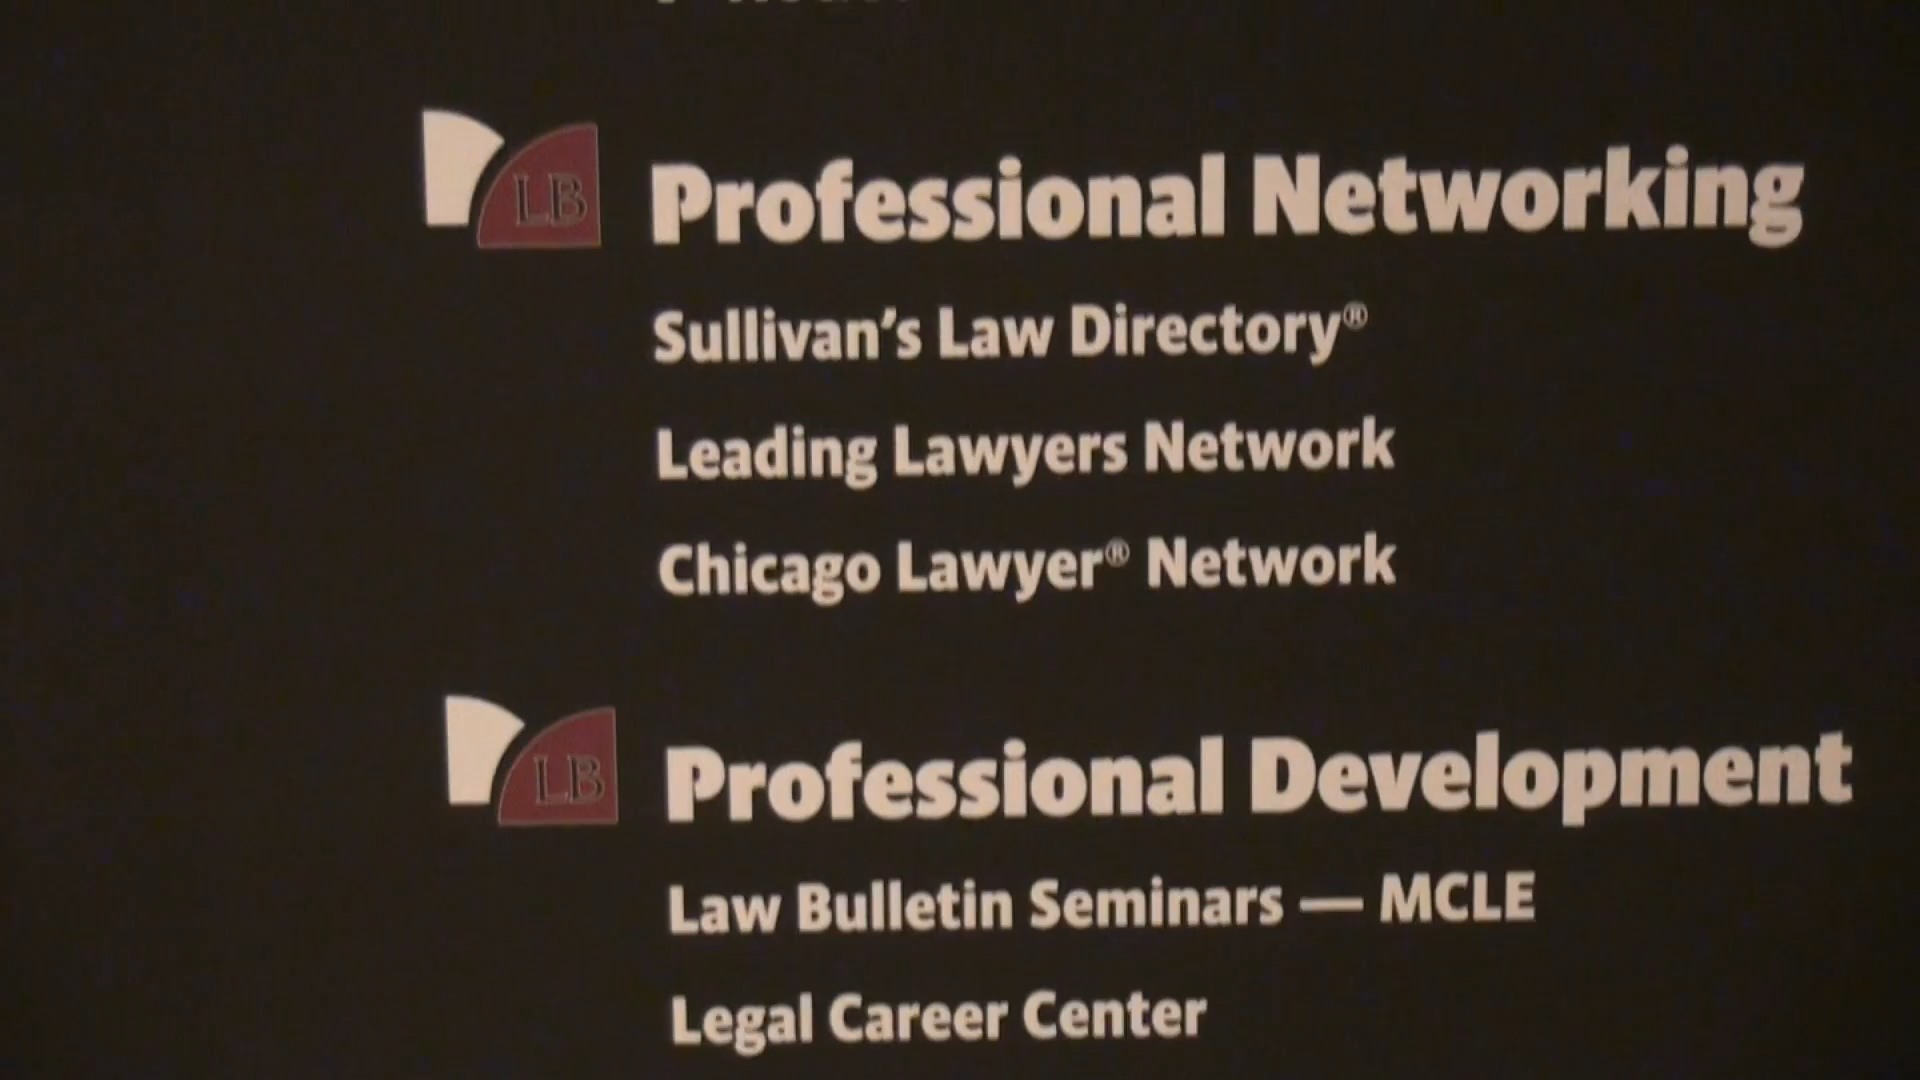 LB Professional Networking
Sullivan's Law Directory®
Leading Lawyers Network
Chicago Lawyer® Network
LB Professional Development
Law Bulletin Seminars — MCLE
Legal Career Center